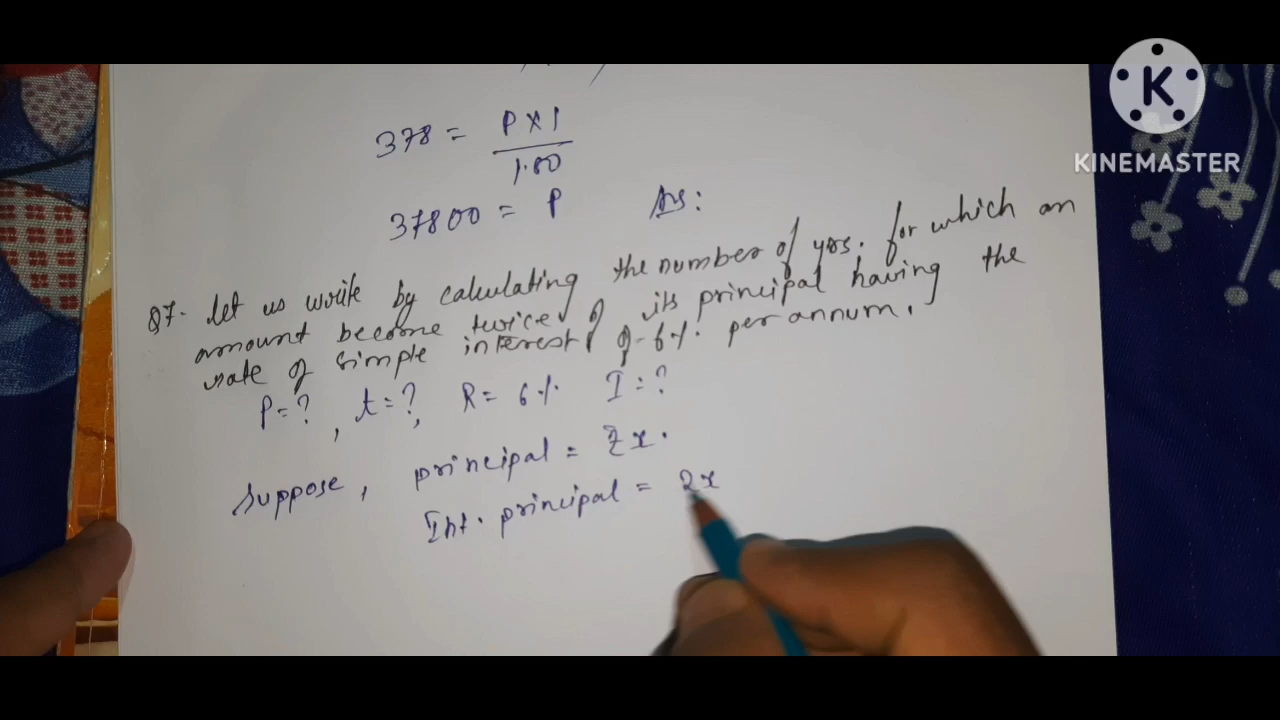 378 = P X 1
100
37800 = P Ans:
Q7. Let us write by calculating the number of yrs. for which an
amount become twice of its principal having the
rate of simple interest of 6%. per annum.
P = ? , t = ?, R = 6% I = ?
Suppose, principal = ₹ x.
Int. principal = 2x
K
KINEMASTER